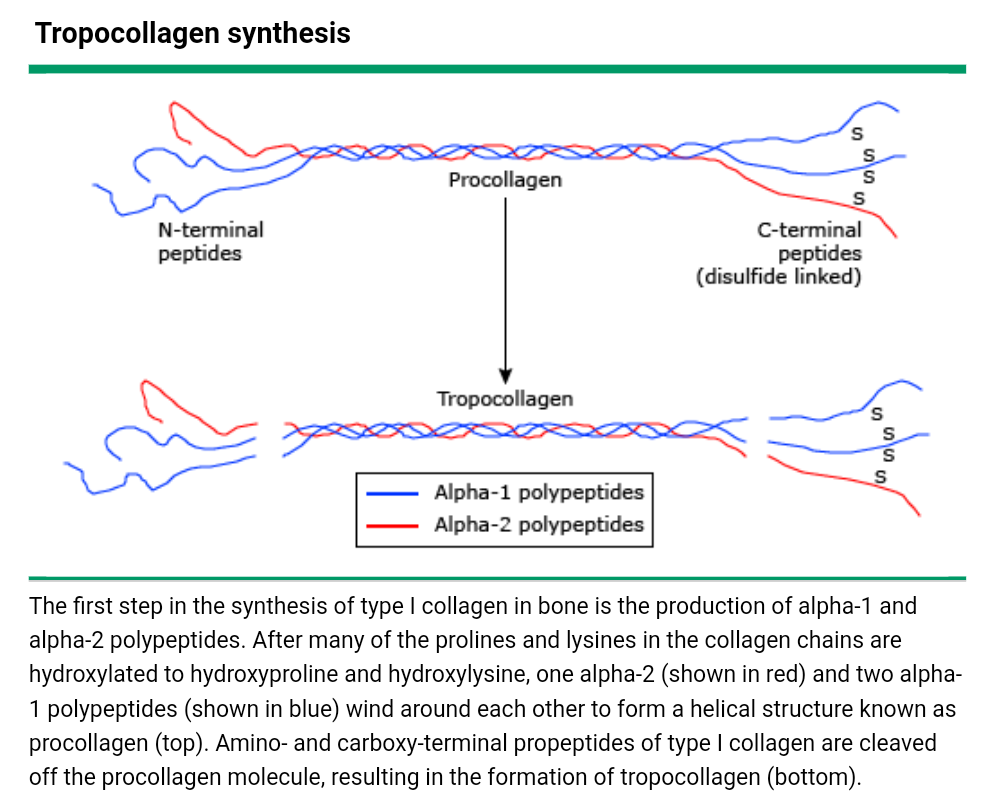 Tropocollagen synthesis
S
S
S
S
Procollagen
N-terminal
peptides
C-terminal
peptides
(disulfide linked)
Tropocollagen
S
S
S
S
Alpha-1 polypeptides
Alpha-2 polypeptides
The first step in the synthesis of type I collagen in bone is the production of alpha-1 and
alpha-2 polypeptides. After many of the prolines and lysines in the collagen chains are
hydroxylated to hydroxyproline and hydroxylysine, one alpha-2 (shown in red) and two alpha-
1 polypeptides (shown in blue) wind around each other to form a helical structure known as
procollagen (top). Amino- and carboxy-terminal propeptides of type I collagen are cleaved
off the procollagen molecule, resulting in the formation of tropocollagen (bottom).